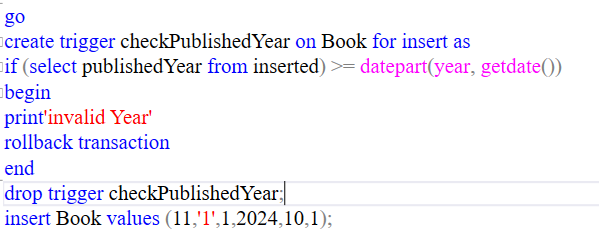 go
create trigger checkPublishedYear on Book for insert as
if (select publishedYear from inserted) >= datepart(year, getdate())
begin
print'invalid Year'
rollback transaction
end
drop trigger checkPublishedYear;
insert Book values (11,'1',1,2024,10,1);